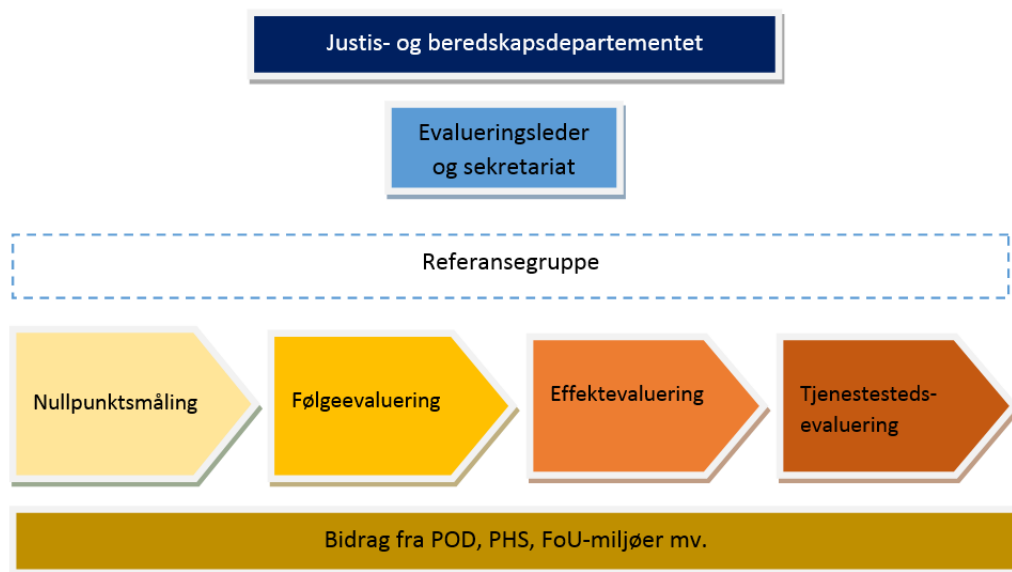 Justis- og beredskapsdepartementet
Evalueringsleder
og sekretariat
Referansegruppe
Nullpunktsmåling
Følgeevaluering
Effektevaluering
Tjenestesteds-
evaluering
Bidrag fra POD, PHS, FoU-miljøer mv.